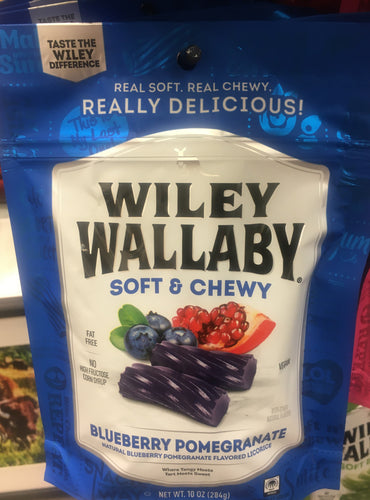 TASTE THE
WILEY
DIFFERENCE
REAL SOFT. REAL CHEWY.
REALLY DELICIOUS!
WILEY
WALLABY®
SOFT & CHEWY
FAT
FREE
NO
HIGH FRUCTOSE
CORN SYRUP
VEGAN
BLUEBERRY POMEGRANATE
NATURAL BLUEBERRY POMEGRANATE FLAVORED LICORICE
Where Tangy Meets
Tart Meets Sweet
NET WT. 10 OZ (284g)